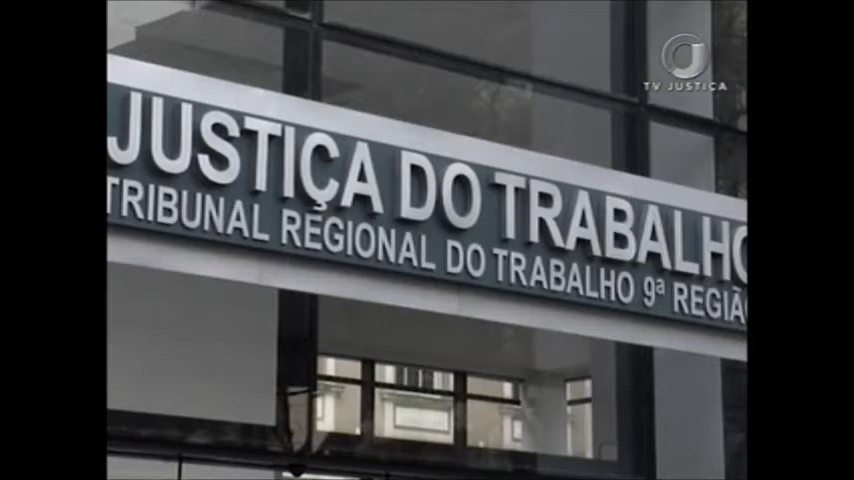 TV JUSTIÇA
JUSTIÇA DO TRABALHO
TRIBUNAL REGIONAL DO TRABALHO 9ª REGIÃO